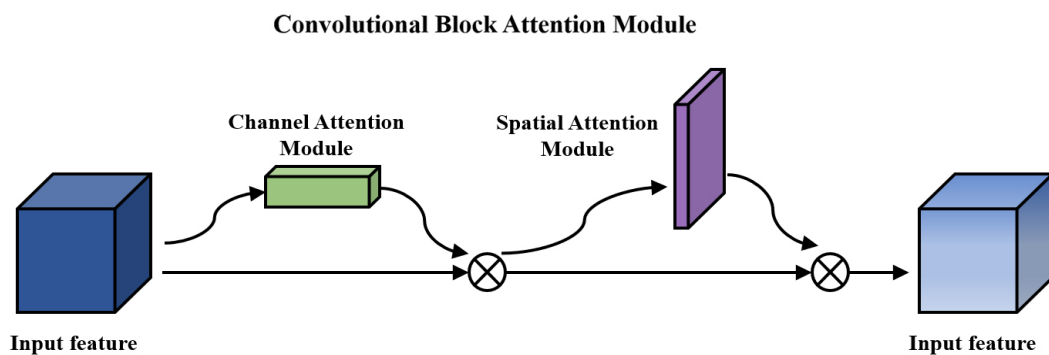 Convolutional Block Attention Module
Channel Attention
Module
Spatial Attention
Module
Input feature
Input feature